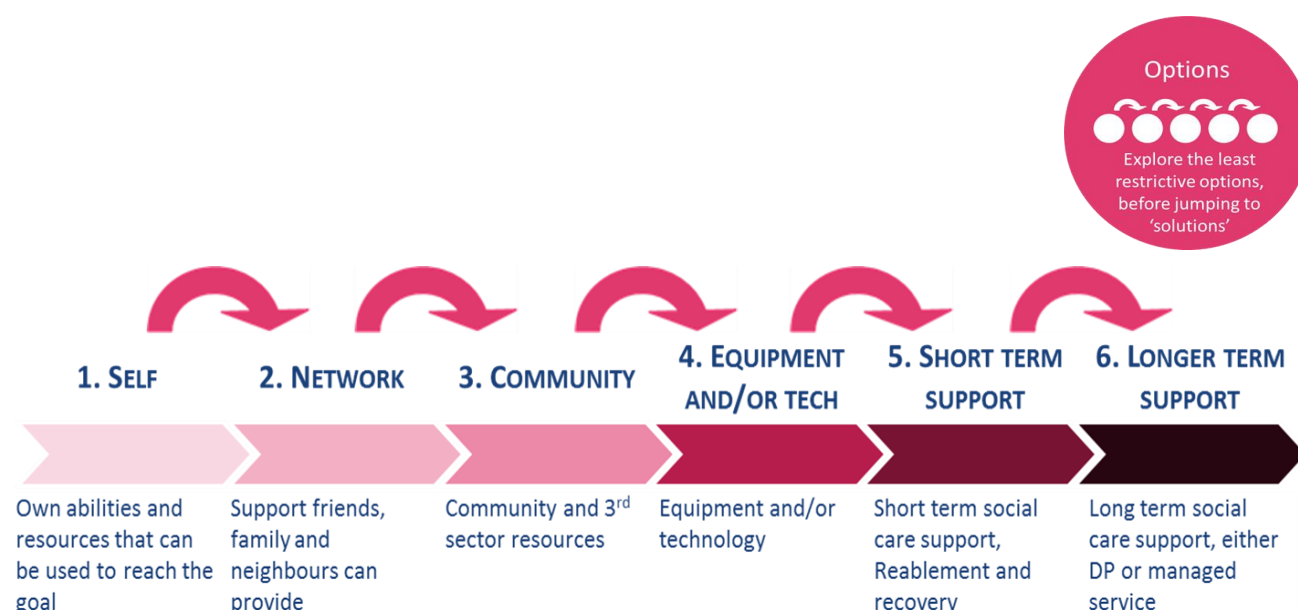 Options
Explore the least
restrictive options,
before jumping to
‘solutions’
1. SELF
2. NETWORK
3. COMMUNITY
4. EQUIPMENT
AND/OR TECH
5. SHORT TERM
SUPPORT
6. LONGER TERM
SUPPORT
Own abilities and
resources that can
be used to reach the
goal
Support friends,
family and
neighbours can
provide
Community and 3rd
sector resources
Equipment and/or
technology
Short term social
care support,
Reablement and
recovery
Long term social
care support, either
DP or managed
service